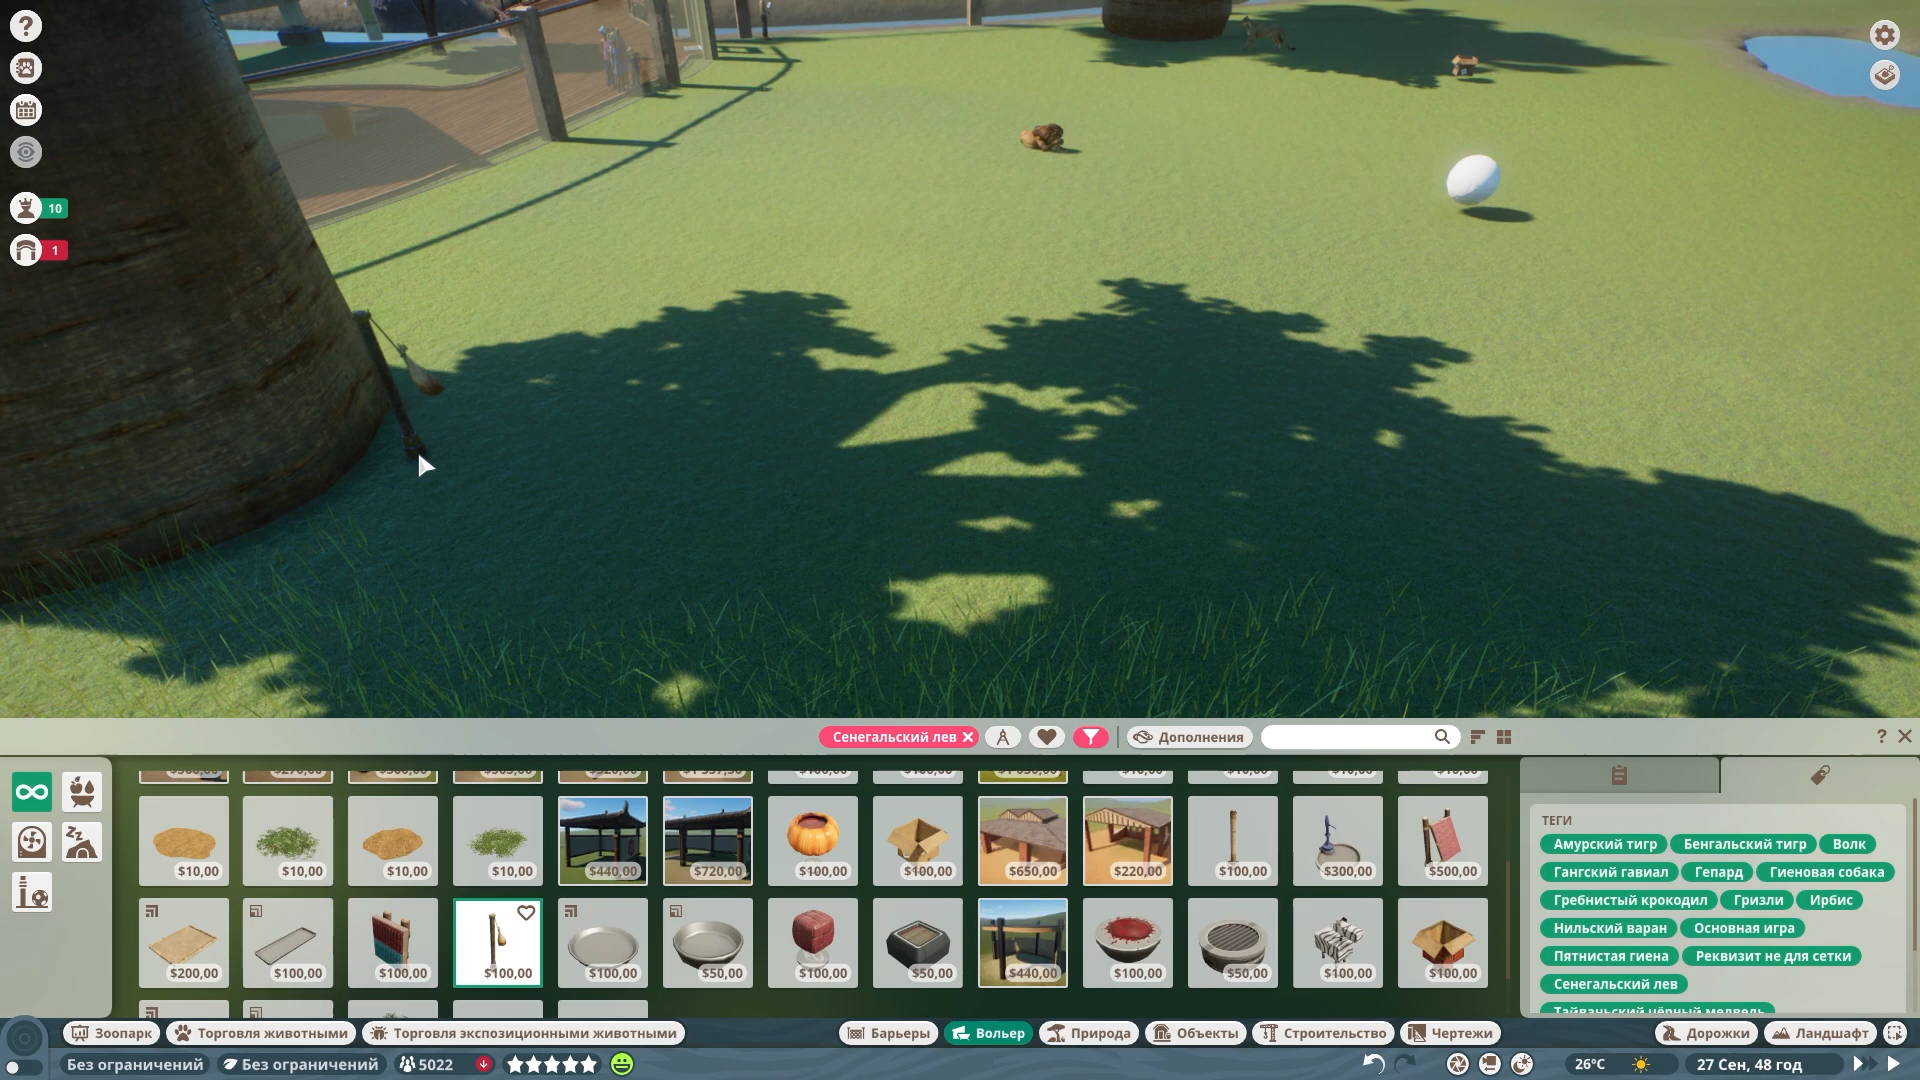 10
1
Сенегальский лев
Дополнения
$10,00
$10,00
$10,00
$10,00
$440,00
$720,00
$100,00
$100,00
$650,00
$220,00
$100,00
$300,00
$500,00
$200,00
$100,00
$100,00
$100,00
$100,00
$50,00
$100,00
$50,00
$440,00
$100,00
$50,00
$100,00
$100,00
?
?
ТЕГИ
Амурский тигр Бенгальский тигр Волк
Гангский гавиал Гепард Гиеновая собака
Гребнистый крокодил Гризли Ирбис
Нильский варан Основная игра
Пятнистая гиена Реквизит не для сетки
Сенегальский лев
Тайваньский чёрный медведь
Зоопарк Торговля животными Торговля экспозиционными животными Барьеры Вольер Природа Объекты Строительство Чертежи Дорожки Ландшафт
Без ограничений Без ограничений 5022 26°C 27 Сен, 48 год